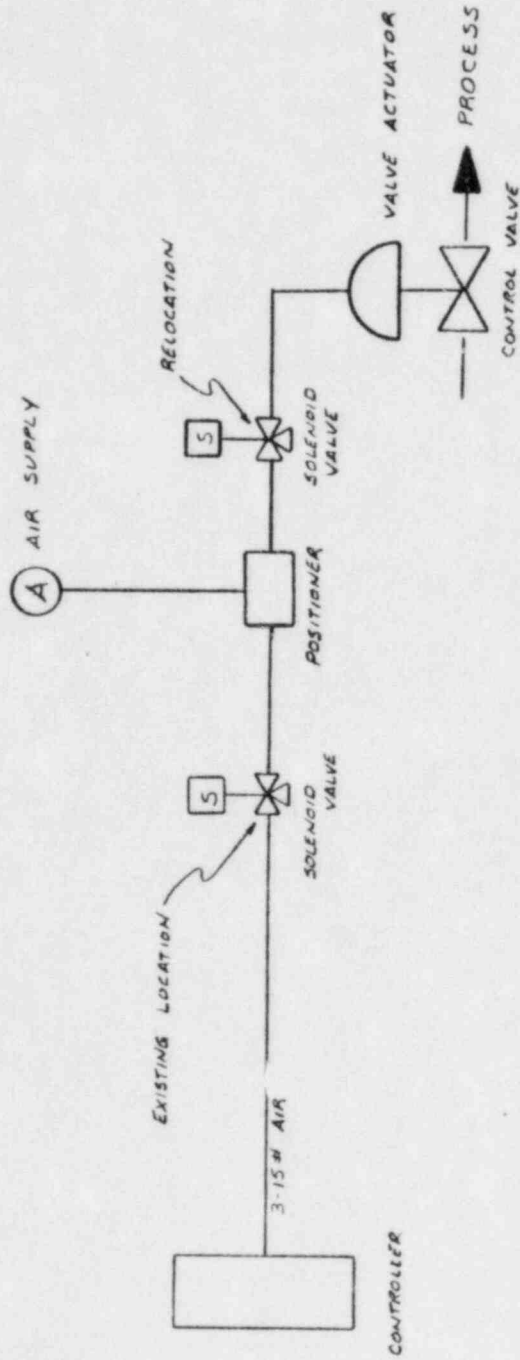 CONTROLLER
3-15# AIR
EXISTING LOCATION
S
SOLENOID
VALVE
A
AIR SUPPLY
POSITIONER
RELOCATION
S
SOLENOID
VALVE
VALVE ACTUATOR
PROCESS
CONTROL VALVE